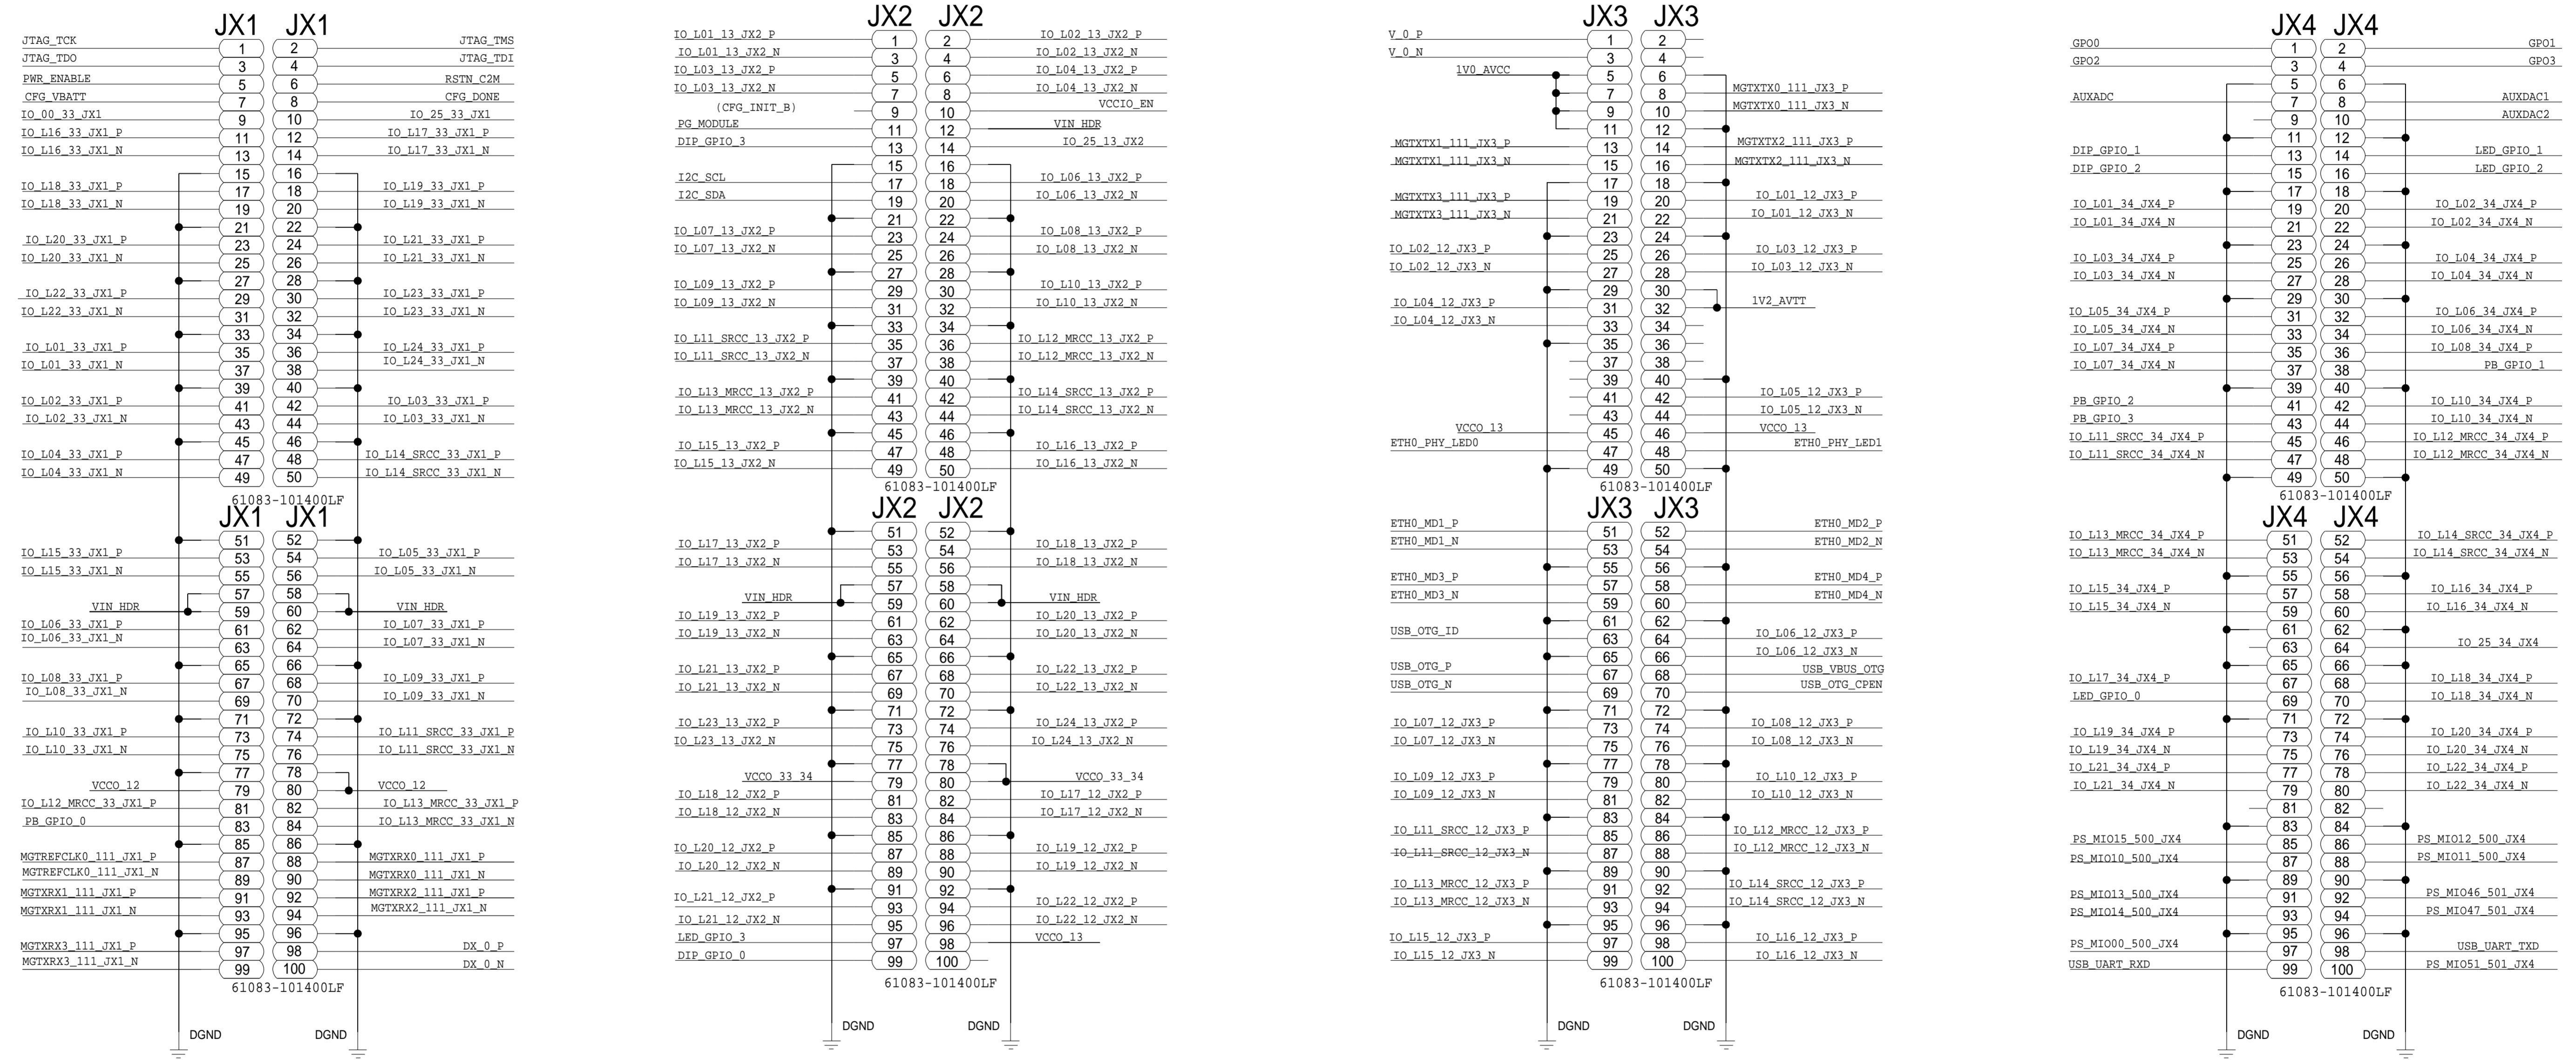 JX1 JX1
JTAG_TCK 1 2 JTAG_TMS
JTAG_TDO 3 4 JTAG_TDI
PWR_ENABLE 5 6 RSTN_C2M
CFG_VBATT 7 8 CFG_DONE
IO_00_33_JX1 9 10 IO_25_33_JX1
IO_L16_33_JX1_P 11 12 IO_L17_33_JX1_P
IO_L16_33_JX1_N 13 14 IO_L17_33_JX1_N
15 16
IO_L18_33_JX1_P 17 18 IO_L19_33_JX1_P
IO_L18_33_JX1_N 19 20 IO_L19_33_JX1_N
21 22
IO_L20_33_JX1_P 23 24 IO_L21_33_JX1_P
IO_L20_33_JX1_N 25 26 IO_L21_33_JX1_N
27 28
IO_L22_33_JX1_P 29 30 IO_L23_33_JX1_P
IO_L22_33_JX1_N 31 32 IO_L23_33_JX1_N
33 34
IO_L01_33_JX1_P 35 36 IO_L24_33_JX1_P
IO_L01_33_JX1_N 37 38 IO_L24_33_JX1_N
39 40
IO_L02_33_JX1_P 41 42 IO_L03_33_JX1_P
IO_L02_33_JX1_N 43 44 IO_L03_33_JX1_N
45 46
IO_L04_33_JX1_P 47 48 IO_L14_SRCC_33_JX1_P
IO_L04_33_JX1_N 49 50 IO_L14_SRCC_33_JX1_N
61083-101400LF
JX1 JX1
51 52
IO_L15_33_JX1_P 53 54 IO_L05_33_JX1_P
IO_L15_33_JX1_N 55 56 IO_L05_33_JX1_N
57 58
VIN_HDR 59 60 VIN_HDR
IO_L06_33_JX1_P 61 62 IO_L07_33_JX1_P
IO_L06_33_JX1_N 63 64 IO_L07_33_JX1_N
65 66
IO_L08_33_JX1_P 67 68 IO_L09_33_JX1_P
IO_L08_33_JX1_N 69 70 IO_L09_33_JX1_N
71 72
IO_L10_33_JX1_P 73 74 IO_L11_SRCC_33_JX1_P
IO_L10_33_JX1_N 75 76 IO_L11_SRCC_33_JX1_N
77 78
VCCO_12 79 80 VCCO_12
IO_L12_MRCC_33_JX1_P 81 82 IO_L13_MRCC_33_JX1_P
PB_GPIO_0 83 84 IO_L13_MRCC_33_JX1_N
85 86
MGTREFCLK0_111_JX1_P 87 88 MGTXRX0_111_JX1_P
MGTREFCLK0_111_JX1_N 89 90 MGTXRX0_111_JX1_N
MGTXRX1_111_JX1_P 91 92 MGTXRX2_111_JX1_P
MGTXRX1_111_JX1_N 93 94 MGTXRX2_111_JX1_N
95 96
MGTXRX3_111_JX1_P 97 98 DX_0_P
MGTXRX3_111_JX1_N 99 100 DX_0_N
61083-101400LF
DGND DGND
JX2 JX2
IO_L01_13_JX2_P 1 2 IO_L02_13_JX2_P
IO_L01_13_JX2_N 3 4 IO_L02_13_JX2_N
IO_L03_13_JX2_P 5 6 IO_L04_13_JX2_P
IO_L03_13_JX2_N 7 8 IO_L04_13_JX2_N
(CFG_INIT_B) 9 10 VCCIO_EN
PG_MODULE 11 12 VIN_HDR
DIP_GPIO_3 13 14 IO_25_13_JX2
15 16
I2C_SCL 17 18 IO_L06_13_JX2_P
I2C_SDA 19 20 IO_L06_13_JX2_N
21 22
IO_L07_13_JX2_P 23 24 IO_L08_13_JX2_P
IO_L07_13_JX2_N 25 26 IO_L08_13_JX2_N
27 28
IO_L09_13_JX2_P 29 30 IO_L10_13_JX2_P
IO_L09_13_JX2_N 31 32 IO_L10_13_JX2_N
33 34
IO_L11_SRCC_13_JX2_P 35 36 IO_L12_MRCC_13_JX2_P
IO_L11_SRCC_13_JX2_N 37 38 IO_L12_MRCC_13_JX2_N
39 40
IO_L13_MRCC_13_JX2_P 41 42 IO_L14_SRCC_13_JX2_P
IO_L13_MRCC_13_JX2_N 43 44 IO_L14_SRCC_13_JX2_N
45 46
IO_L15_13_JX2_P 47 48 IO_L16_13_JX2_P
IO_L15_13_JX2_N 49 50 IO_L16_13_JX2_N
61083-101400LF
JX2 JX2
51 52
IO_L17_13_JX2_P 53 54 IO_L18_13_JX2_P
IO_L17_13_JX2_N 55 56 IO_L18_13_JX2_N
57 58
VIN_HDR 59 60 VIN_HDR
IO_L19_13_JX2_P 61 62 IO_L20_13_JX2_P
IO_L19_13_JX2_N 63 64 IO_L20_13_JX2_N
65 66
IO_L21_13_JX2_P 67 68 IO_L22_13_JX2_P
IO_L21_13_JX2_N 69 70 IO_L22_13_JX2_N
71 72
IO_L23_13_JX2_P 73 74 IO_L24_13_JX2_P
IO_L23_13_JX2_N 75 76 IO_L24_13_JX2_N
77 78
VCCO_33_34 79 80 VCCO_33_34
IO_L18_12_JX2_P 81 82 IO_L17_12_JX2_P
IO_L18_12_JX2_N 83 84 IO_L17_12_JX2_N
85 86
IO_L20_12_JX2_P 87 88 IO_L19_12_JX2_P
IO_L20_12_JX2_N 89 90 IO_L19_12_JX2_N
91 92
IO_L21_12_JX2_P 93 94 IO_L22_12_JX2_P
IO_L21_12_JX2_N 95 96 IO_L22_12_JX2_N
LED_GPIO_3 97 98 VCCO_13
DIP_GPIO_0 99 100
61083-101400LF
DGND DGND
JX3 JX3
V_0_P 1 2
V_0_N 3 4
1V0_AVCC 5 6
7 8 MGTXTX0_111_JX3_P
9 10 MGTXTX0_111_JX3_N
11 12
MGTXTX1_111_JX3_P 13 14 MGTXTX2_111_JX3_P
MGTXTX1_111_JX3_N 15 16 MGTXTX2_111_JX3_N
17 18
MGTXTX3_111_JX3_P 19 20 IO_L01_12_JX3_P
MGTXTX3_111_JX3_N 21 22 IO_L01_12_JX3_N
23 24
IO_L02_12_JX3_P 25 26 IO_L03_12_JX3_P
IO_L02_12_JX3_N 27 28 IO_L03_12_JX3_N
29 30
IO_L04_12_JX3_P 31 32 1V2_AVTT
IO_L04_12_JX3_N 33 34
35 36
37 38
39 40
41 42 IO_L05_12_JX3_P
43 44 IO_L05_12_JX3_N
VCCO_13 45 46 VCCO_13
ETH0_PHY_LED0 47 48 ETH0_PHY_LED1
49 50
61083-101400LF
JX3 JX3
ETH0_MD1_P 51 52 ETH0_MD2_P
ETH0_MD1_N 53 54 ETH0_MD2_N
55 56
ETH0_MD3_P 57 58 ETH0_MD4_P
ETH0_MD3_N 59 60 ETH0_MD4_N
61 62
USB_OTG_ID 63 64 IO_L06_12_JX3_P
65 66 IO_L06_12_JX3_N
USB_OTG_P 67 68 USB_VBUS_OTG
USB_OTG_N 69 70 USB_OTG_CPEN
71 72
IO_L07_12_JX3_P 73 74 IO_L08_12_JX3_P
IO_L07_12_JX3_N 75 76 IO_L08_12_JX3_N
77 78
IO_L09_12_JX3_P 79 80 IO_L10_12_JX3_P
IO_L09_12_JX3_N 81 82 IO_L10_12_JX3_N
83 84
IO_L11_SRCC_12_JX3_P 85 86 IO_L12_MRCC_12_JX3_P
IO_L11_SRCC_12_JX3_N 87 88 IO_L12_MRCC_12_JX3_N
89 90
IO_L13_MRCC_12_JX3_P 91 92 IO_L14_SRCC_12_JX3_P
IO_L13_MRCC_12_JX3_N 93 94 IO_L14_SRCC_12_JX3_N
95 96
IO_L15_12_JX3_P 97 98 IO_L16_12_JX3_P
IO_L15_12_JX3_N 99 100 IO_L16_12_JX3_N
61083-101400LF
DGND DGND
JX4 JX4
GPO0 1 2 GPO1
GPO2 3 4 GPO3
5 6
AUXADC 7 8 AUXDAC1
9 10 AUXDAC2
11 12
DIP_GPIO_1 13 14 LED_GPIO_1
DIP_GPIO_2 15 16 LED_GPIO_2
17 18
IO_L01_34_JX4_P 19 20 IO_L02_34_JX4_P
IO_L01_34_JX4_N 21 22 IO_L02_34_JX4_N
23 24
IO_L03_34_JX4_P 25 26 IO_L04_34_JX4_P
IO_L03_34_JX4_N 27 28 IO_L04_34_JX4_N
29 30
IO_L05_34_JX4_P 31 32 IO_L06_34_JX4_P
IO_L05_34_JX4_N 33 34 IO_L06_34_JX4_N
IO_L07_34_JX4_P 35 36 IO_L08_34_JX4_P
IO_L07_34_JX4_N 37 38 PB_GPIO_1
39 40
PB_GPIO_2 41 42 IO_L10_34_JX4_P
PB_GPIO_3 43 44 IO_L10_34_JX4_N
IO_L11_SRCC_34_JX4_P 45 46 IO_L12_MRCC_34_JX4_P
IO_L11_SRCC_34_JX4_N 47 48 IO_L12_MRCC_34_JX4_N
49 50
61083-101400LF
JX4 JX4
IO_L13_MRCC_34_JX4_P 51 52 IO_L14_SRCC_34_JX4_P
IO_L13_MRCC_34_JX4_N 53 54 IO_L14_SRCC_34_JX4_N
55 56
IO_L15_34_JX4_P 57 58 IO_L16_34_JX4_P
IO_L15_34_JX4_N 59 60 IO_L16_34_JX4_N
61 62
63 64 IO_25_34_JX4
65 66
IO_L17_34_JX4_P 67 68 IO_L18_34_JX4_P
LED_GPIO_0 69 70 IO_L18_34_JX4_N
71 72
IO_L19_34_JX4_P 73 74 IO_L20_34_JX4_P
IO_L19_34_JX4_N 75 76 IO_L20_34_JX4_N
IO_L21_34_JX4_P 77 78 IO_L22_34_JX4_P
IO_L21_34_JX4_N 79 80 IO_L22_34_JX4_N
81 82
83 84
PS_MIO15_500_JX4 85 86 PS_MIO12_500_JX4
PS_MIO10_500_JX4 87 88 PS_MIO11_500_JX4
89 90
PS_MIO13_500_JX4 91 92 PS_MIO46_501_JX4
PS_MIO14_500_JX4 93 94 PS_MIO47_501_JX4
95 96
PS_MIO00_500_JX4 97 98 USB_UART_TXD
USB_UART_RXD 99 100 PS_MIO51_501_JX4
61083-101400LF
DGND DGND